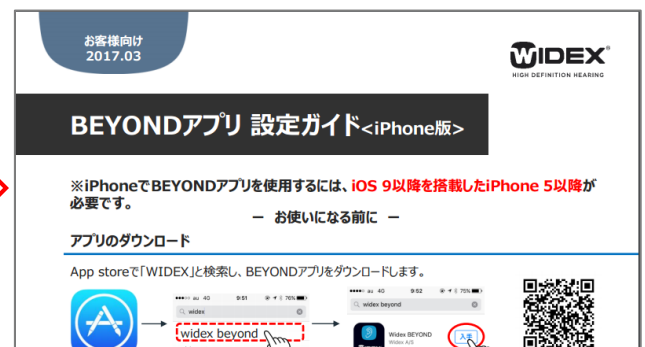 お客様向け
2017.03
WIDEX®
HIGH DEFINITION HEARING
BEYONDアプリ 設定ガイド<iPhone版>
※iPhoneでBEYONDアプリを使用するには、iOS 9以降を搭載したiPhone 5以降が
必要です。
ー お使いになる前に ー
アプリのダウンロード
App storeで「WIDEX」と検索し、BEYONDアプリをダウンロードします。
au 4G 9:51 76%
widex
widex beyond
au 4G 9:52 75%
widex beyond
Widex BEYOND
Widex A/S
入手